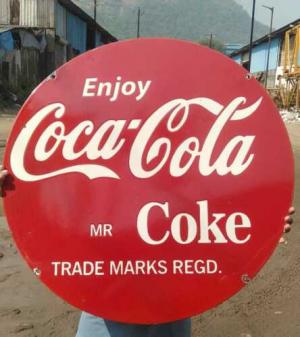 Enjoy
Coca-Cola
MR Coke
TRADE MARKS REGD.